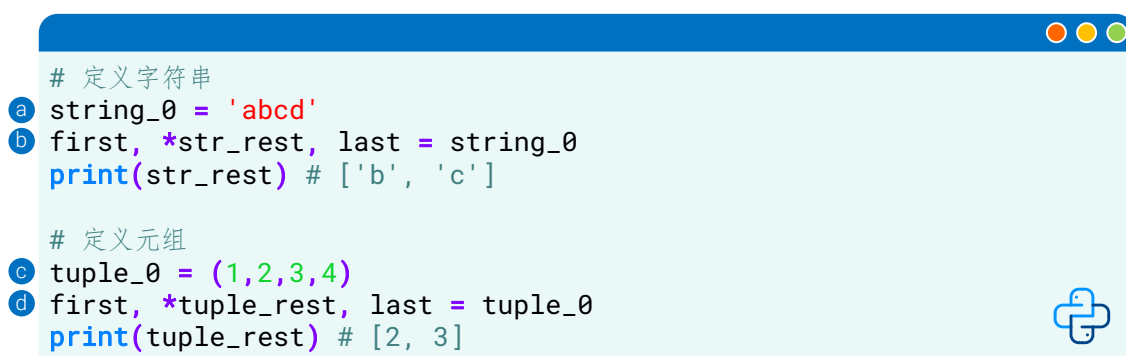 # 定义字符串
a string_0 = 'abcd'
b first, *str_rest, last = string_0
print(str_rest) # ['b', 'c']
# 定义元组
c tuple_0 = (1,2,3,4)
d first, *tuple_rest, last = tuple_0
print(tuple_rest) # [2, 3]